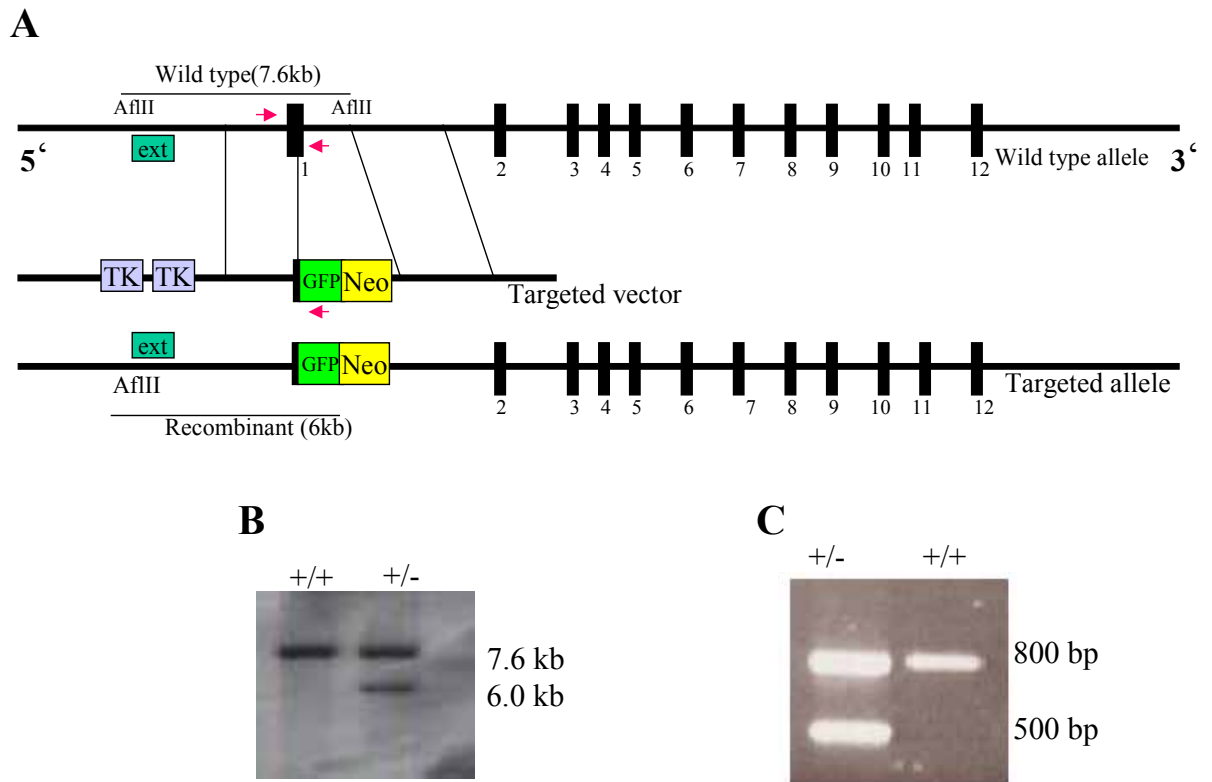 A
Wild type(7.6kb)
AflII AflII
ext
5‘ 1 2 3 4 5 6 7 8 9 10 11 12 Wild type allele 3‘
TK TK GFP Neo
Targeted vector
ext
GFP Neo
AflII Targeted allele
2 3 4 5 6 7 8 9 10 11 12
Recombinant (6kb)
B
+/+ +/-
7.6 kb
6.0 kb
C
+/- +/+
800 bp
500 bp